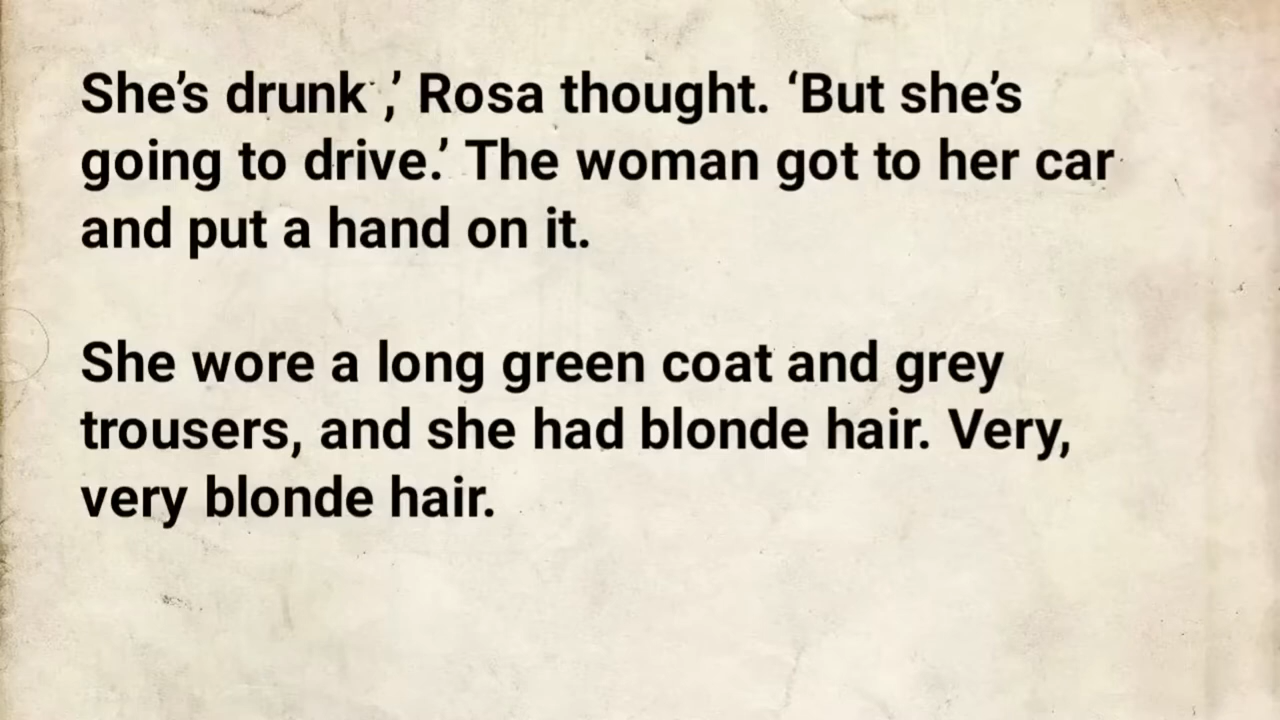 She’s drunk ,’ Rosa thought. ‘But she’s
going to drive.’ The woman got to her car
and put a hand on it.
She wore a long green coat and grey
trousers, and she had blonde hair. Very,
very blonde hair.